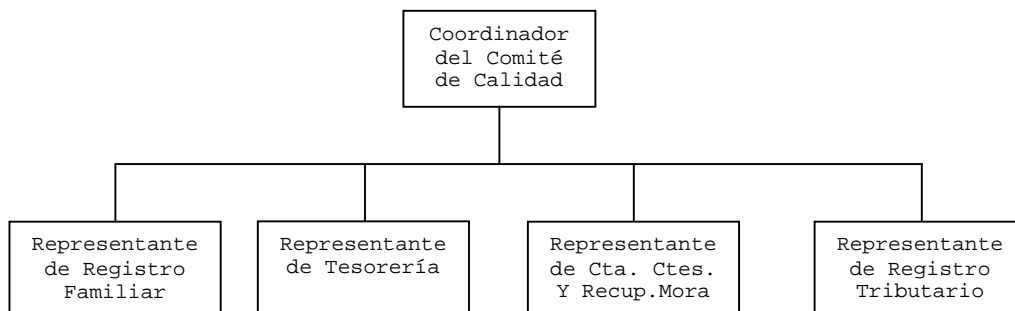 Coordinador
del Comité
de Calidad
Representante
de Registro
Familiar
Representante
de Tesorería
Representante
de Cta. Ctes.
Y Recup.Mora
Representante
de Registro
Tributario